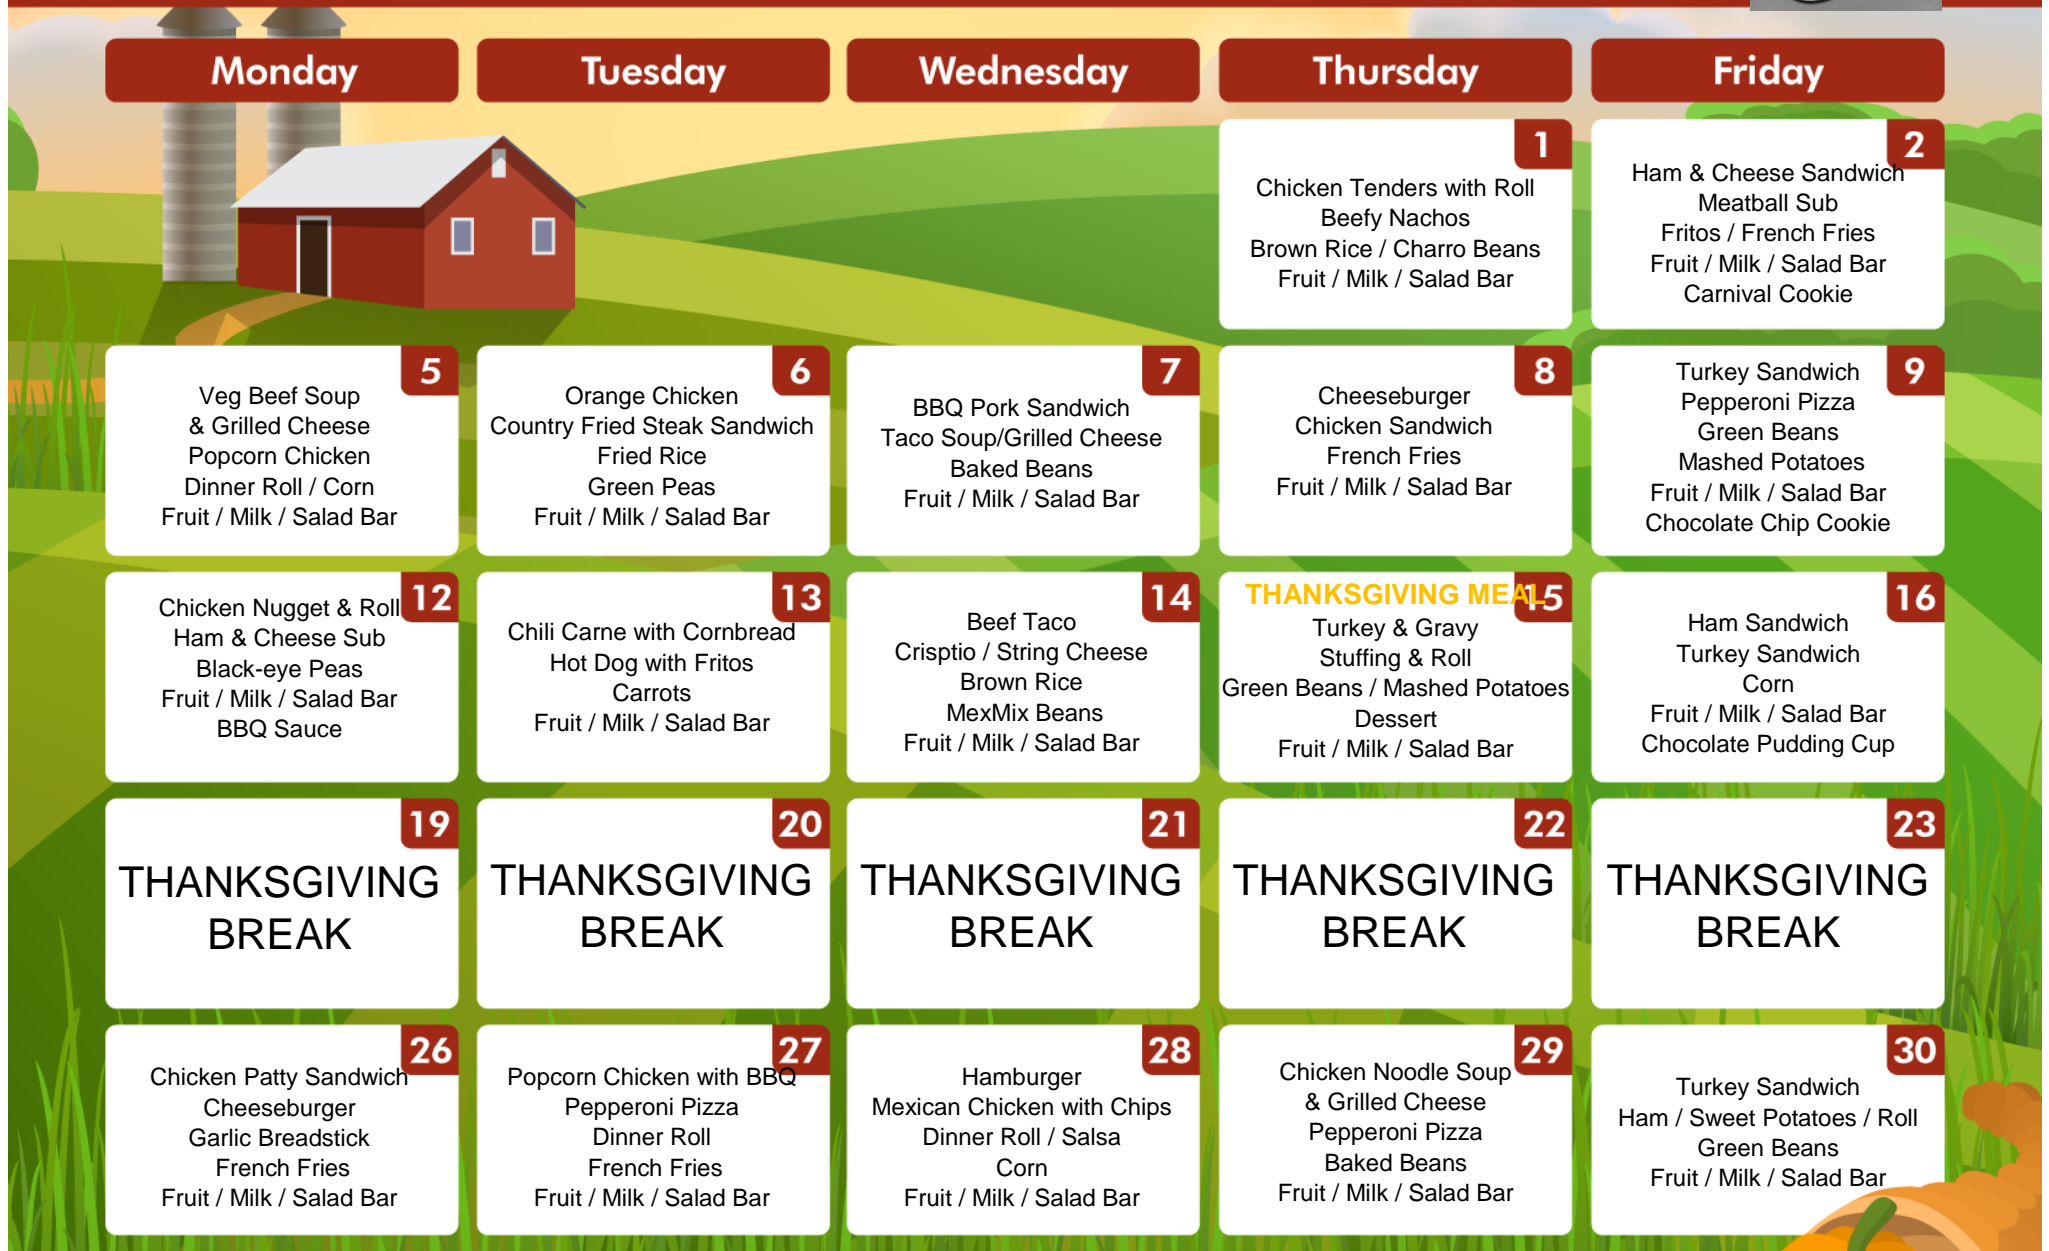 Monday
Tuesday
Wednesday
Thursday
Friday
1
Chicken Tenders with Roll
Beefy Nachos
Brown Rice / Charro Beans
Fruit / Milk / Salad Bar
2
Ham & Cheese Sandwich
Meatball Sub
Fritos / French Fries
Fruit / Milk / Salad Bar
Carnival Cookie
5
Veg Beef Soup
& Grilled Cheese
Popcorn Chicken
Dinner Roll / Corn
Fruit / Milk / Salad Bar
6
Orange Chicken
Country Fried Steak Sandwich
Fried Rice
Green Peas
Fruit / Milk / Salad Bar
7
BBQ Pork Sandwich
Taco Soup/Grilled Cheese
Baked Beans
Fruit / Milk / Salad Bar
8
Cheeseburger
Chicken Sandwich
French Fries
Fruit / Milk / Salad Bar
9
Turkey Sandwich
Pepperoni Pizza
Green Beans
Mashed Potatoes
Fruit / Milk / Salad Bar
Chocolate Chip Cookie
12
Chicken Nugget & Roll
Ham & Cheese Sub
Black-eye Peas
Fruit / Milk / Salad Bar
BBQ Sauce
13
Chili Carne with Cornbread
Hot Dog with Fritos
Carrots
Fruit / Milk / Salad Bar
14
Beef Taco
Crisptio / String Cheese
Brown Rice
MexMix Beans
Fruit / Milk / Salad Bar
15
THANKSGIVING MEAL
Turkey & Gravy
Stuffing & Roll
Green Beans / Mashed Potatoes
Dessert
Fruit / Milk / Salad Bar
16
Ham Sandwich
Turkey Sandwich
Corn
Fruit / Milk / Salad Bar
Chocolate Pudding Cup
19
THANKSGIVING
BREAK
20
THANKSGIVING
BREAK
21
THANKSGIVING
BREAK
22
THANKSGIVING
BREAK
23
THANKSGIVING
BREAK
26
Chicken Patty Sandwich
Cheeseburger
Garlic Breadstick
French Fries
Fruit / Milk / Salad Bar
27
Popcorn Chicken with BBQ
Pepperoni Pizza
Dinner Roll
French Fries
Fruit / Milk / Salad Bar
28
Hamburger
Mexican Chicken with Chips
Dinner Roll / Salsa
Corn
Fruit / Milk / Salad Bar
29
Chicken Noodle Soup
& Grilled Cheese
Pepperoni Pizza
Baked Beans
Fruit / Milk / Salad Bar
30
Turkey Sandwich
Ham / Sweet Potatoes / Roll
Green Beans
Fruit / Milk / Salad Bar